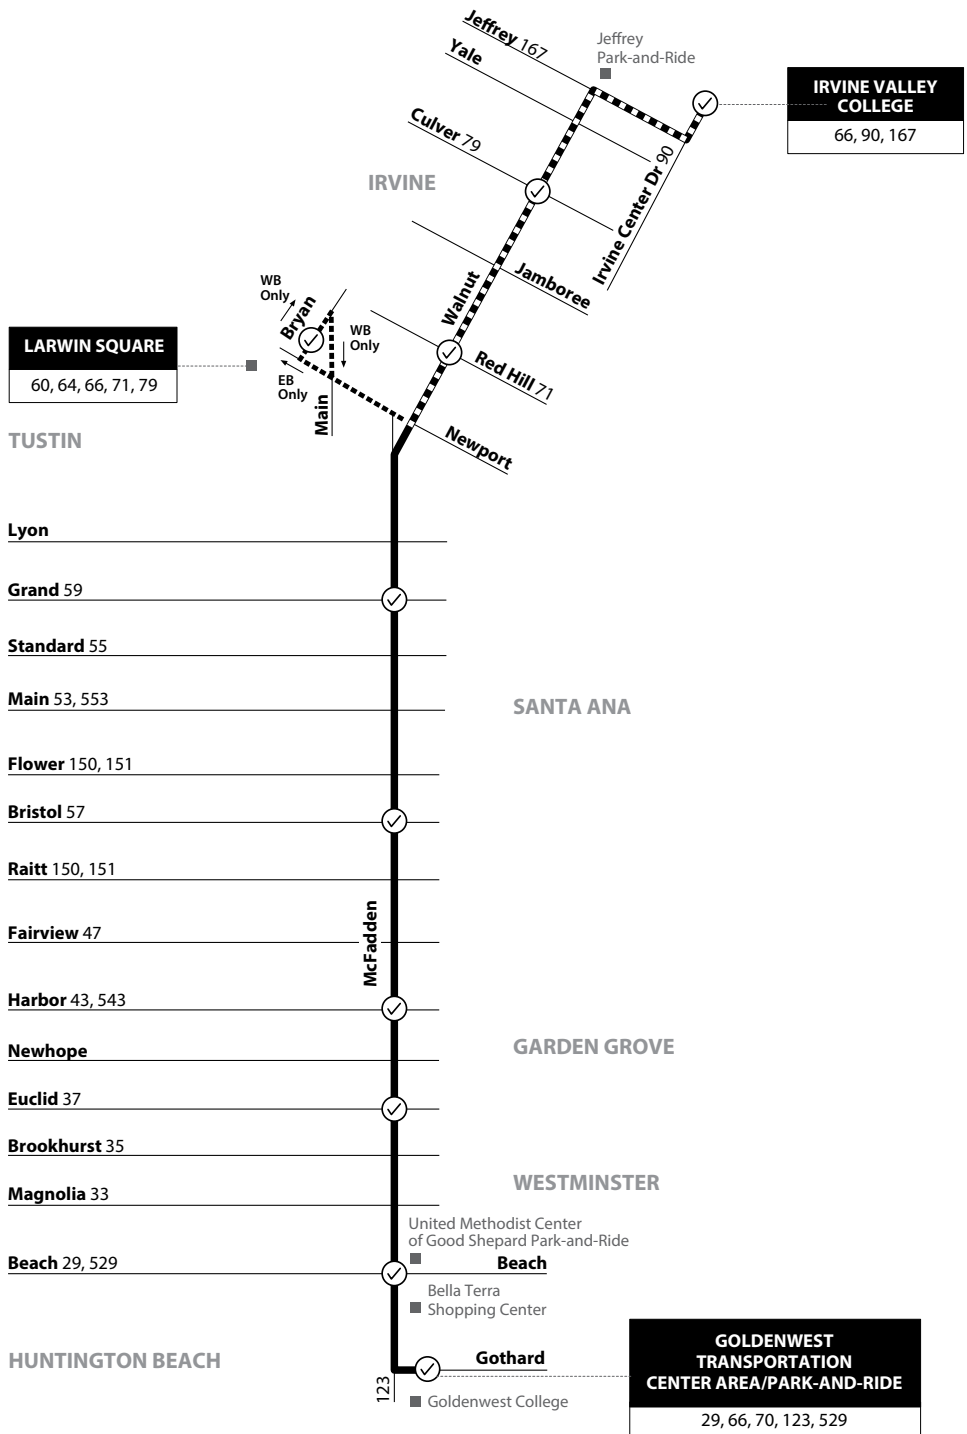 Jeffrey 167
Jeffrey
Park-and-Ride
Yale
IRVINE VALLEY
COLLEGE
66, 90, 167
Culver 79
Irvine Center Dr 90
IRVINE
Walnut
Jamboree
WB
Only
Bryan
WB
Only
LARWIN SQUARE
60, 64, 66, 71, 79
Red Hill 71
EB
Only
Main
TUSTIN
Newport
Lyon
Grand 59
Standard 55
Main 53, 553
SANTA ANA
Flower 150, 151
Bristol 57
Raitt 150, 151
Fairview 47
McFadden
Harbor 43, 543
Newhope
GARDEN GROVE
Euclid 37
Brookhurst 35
Magnolia 33
WESTMINSTER
United Methodist Center
of Good Shepard Park-and-Ride
Beach 29, 529
Beach
Bella Terra
Shopping Center
HUNTINGTON BEACH
Gothard
GOLDENWEST
TRANSPORTATION
CENTER AREA/PARK-AND-RIDE
29, 66, 70, 123, 529
123
Goldenwest College